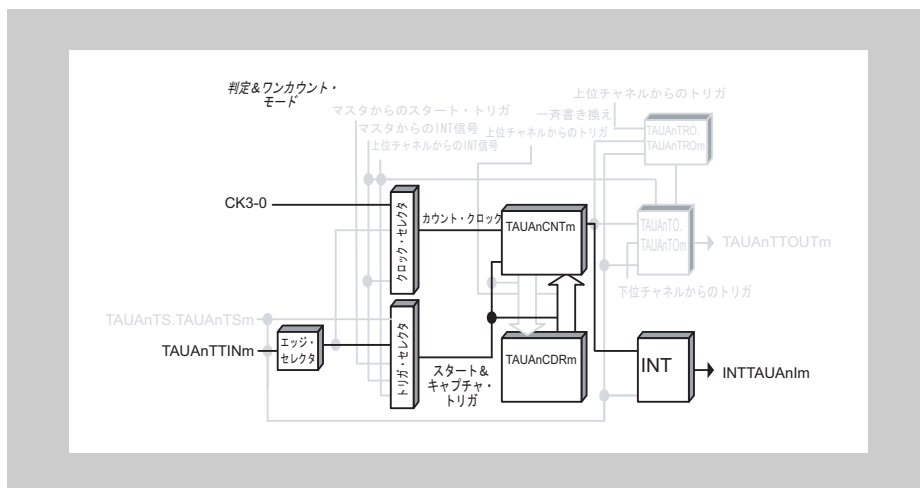 判定&ワンカウント・
モード
上位チャネルからのトリガ
マスタからのスタート・トリガ
一斉書き換え
マスタからのINT信号
上位チャネルからのトリガ
上位チャネルからのINT信号
TAUAnTRO.
TAUAnTROm
CK3-0
クロック・セレクタ
カウント・クロック
TAUAnCNTm
TAUAnTO.
TAUAnTOm
TAUAnTTOUTm
下位チャネルからのトリガ
TAUAnTS.TAUAnTSm
TAUAnTTINm
エッジ・
セレクタ
トリガ・セレクタ
スタート&
キャプチャ・
トリガ
TAUAnCDRm
INT
INTTAUAnIm